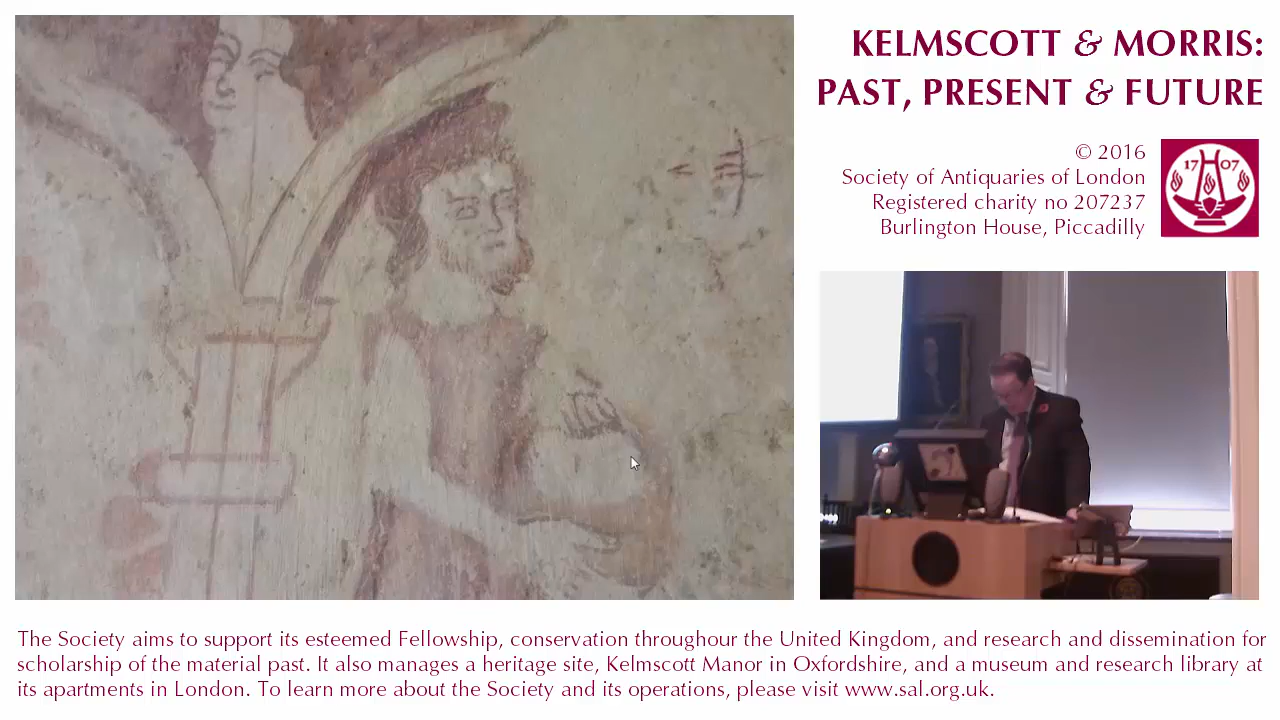 KELMSCOTT & MORRIS:
PAST, PRESENT & FUTURE
© 2016
Society of Antiquaries of London
Registered charity no 207237
Burlington House, Piccadilly
17 07
The Society aims to support its esteemed Fellowship, conservation throughour the United Kingdom, and research and dissemination for
scholarship of the material past. It also manages a heritage site, Kelmscott Manor in Oxfordshire, and a museum and research library at
its apartments in London. To learn more about the Society and its operations, please visit www.sal.org.uk.